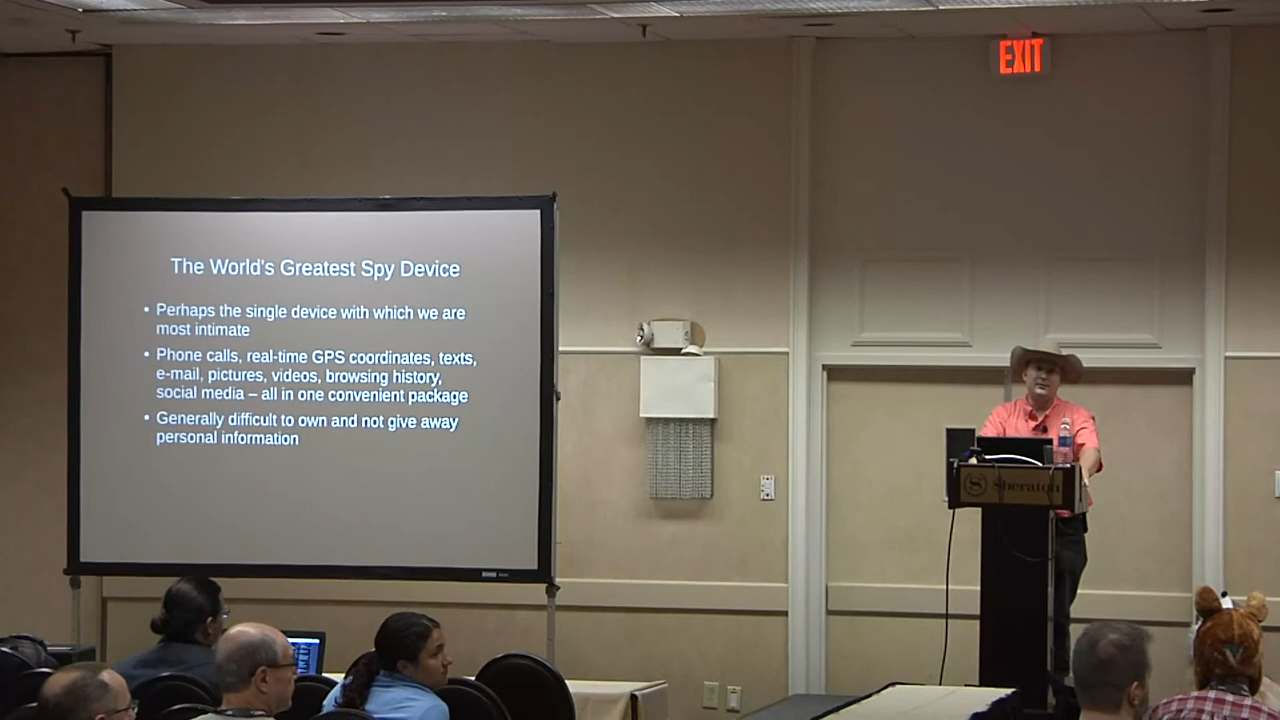 EXIT
The World's Greatest Spy Device
• Perhaps the single device with which we are
most intimate
• Phone calls, real-time GPS coordinates, texts,
e-mail, pictures, videos, browsing history,
social media – all in one convenient package
• Generally difficult to own and not give away
personal information
Sheraton